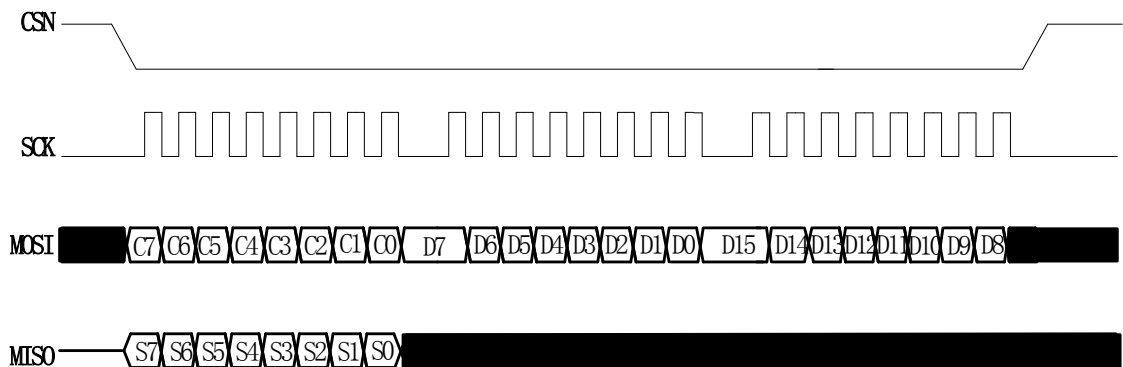 CSN
SCK
MOSI C7 C6 C5 C4 C3 C2 C1 C0 D7 D6 D5 D4 D3 D2 D1 D0 D15 D14 D13 D12 D11 D10 D9 D8
MISO S7 S6 S5 S4 S3 S2 S1 S0